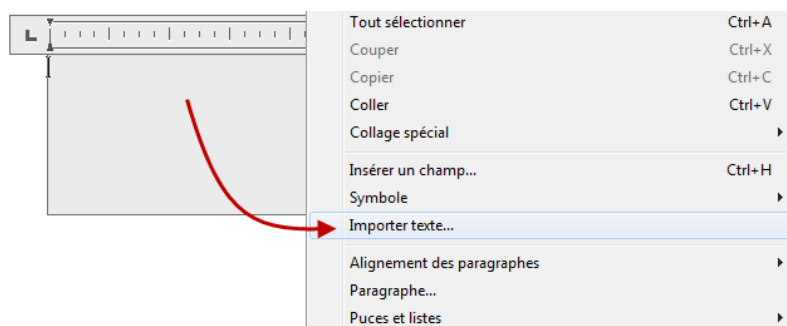 Tout sélectionner Ctrl+A
Couper Ctrl+X
Copier Ctrl+C
Coller Ctrl+V
Collage spécial
Insérer un champ... Ctrl+H
Symbole
Importer texte...
Alignement des paragraphes
Paragraphe...
Puces et listes